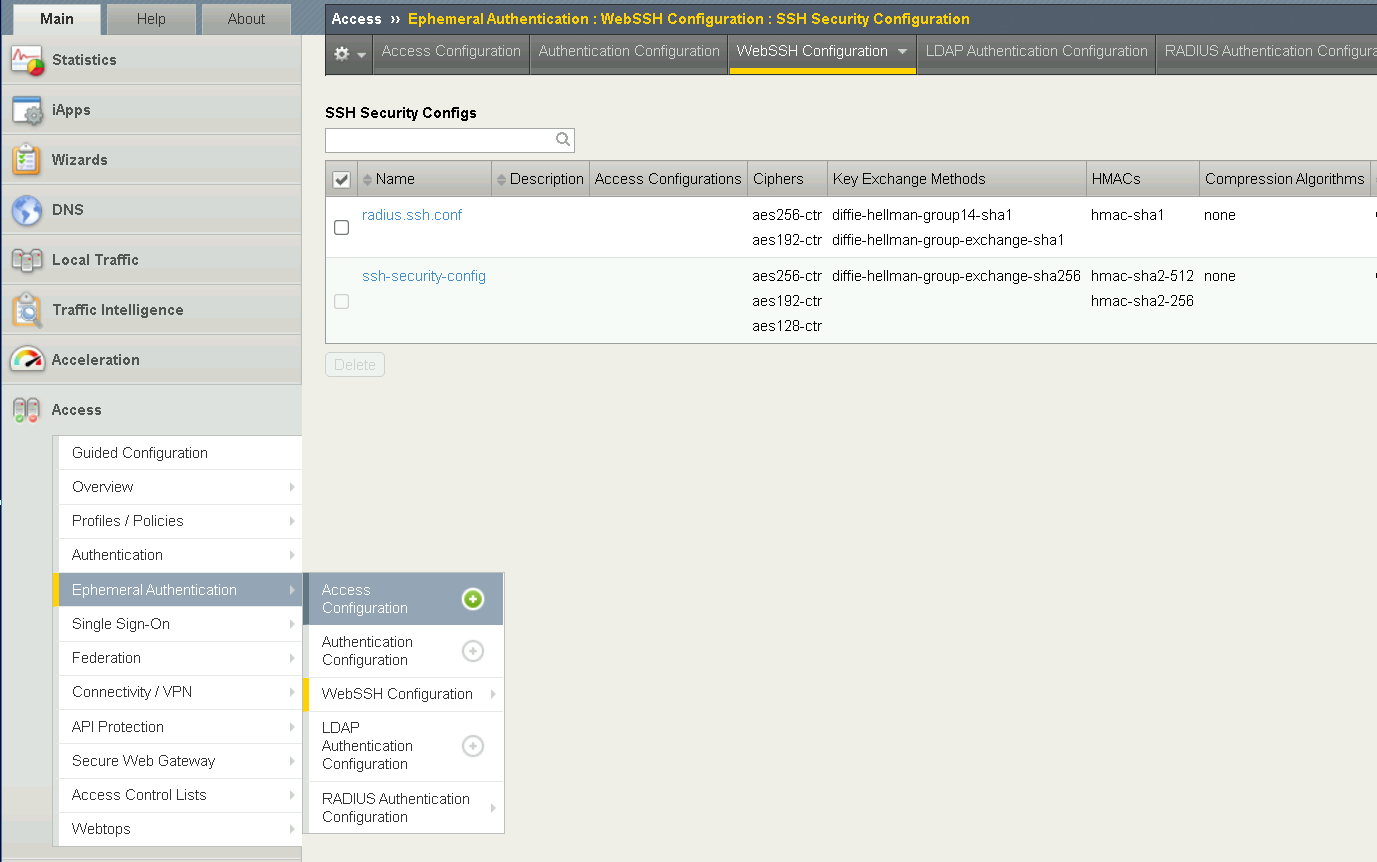 Main Help About
Access ›› Ephemeral Authentication : WebSSH Configuration : SSH Security Configuration
Access Configuration Authentication Configuration WebSSH Configuration LDAP Authentication Configuration RADIUS Authentication Configura
Statistics
iApps
Wizards
DNS
Local Traffic
Traffic Intelligence
Acceleration
Access
Guided Configuration
Overview
Profiles / Policies
Authentication
Ephemeral Authentication
Single Sign-On
Federation
Connectivity / VPN
API Protection
Secure Web Gateway
Access Control Lists
Webtops
Access
Configuration
Authentication
Configuration
WebSSH Configuration
LDAP
Authentication
Configuration
RADIUS Authentication
Configuration
SSH Security Configs
Name Description Access Configurations Ciphers Key Exchange Methods HMACs Compression Algorithms
radius.ssh.conf aes256-ctr diffie-hellman-group14-sha1 hmac-sha1 none
aes192-ctr diffie-hellman-group-exchange-sha1
ssh-security-config aes256-ctr diffie-hellman-group-exchange-sha256 hmac-sha2-512 none
aes192-ctr hmac-sha2-256
aes128-ctr
Delete